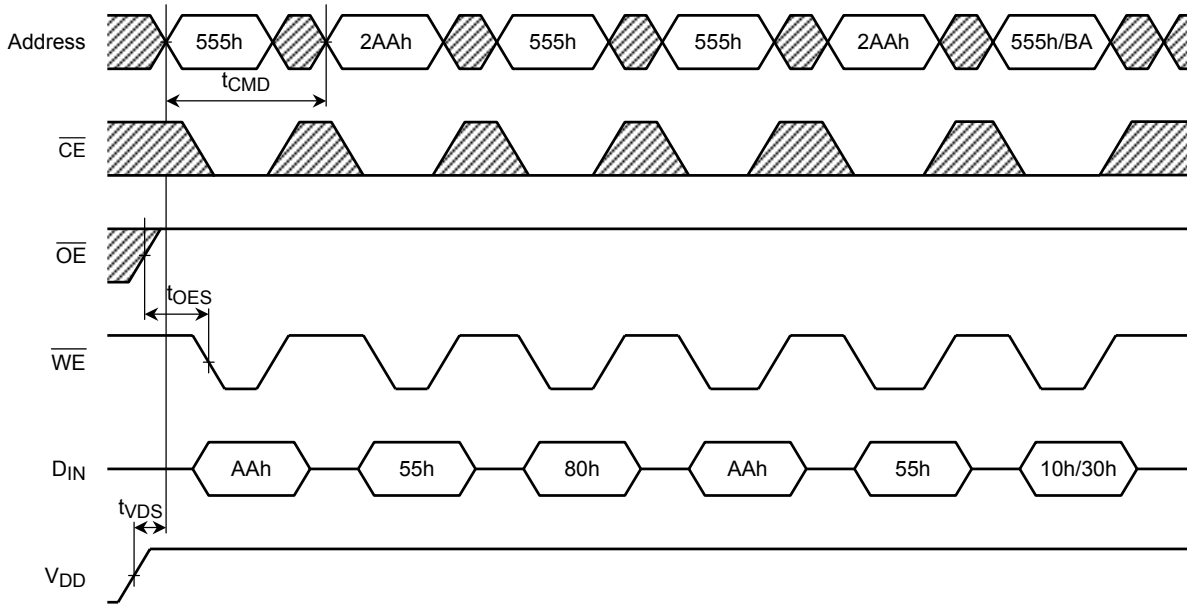 Address 555h 2AAh 555h 555h 2AAh 555h/BA
tCMD
CE
OE
tOES
WE
DIN AAh 55h 80h AAh 55h 10h/30h
tVDS
VDD